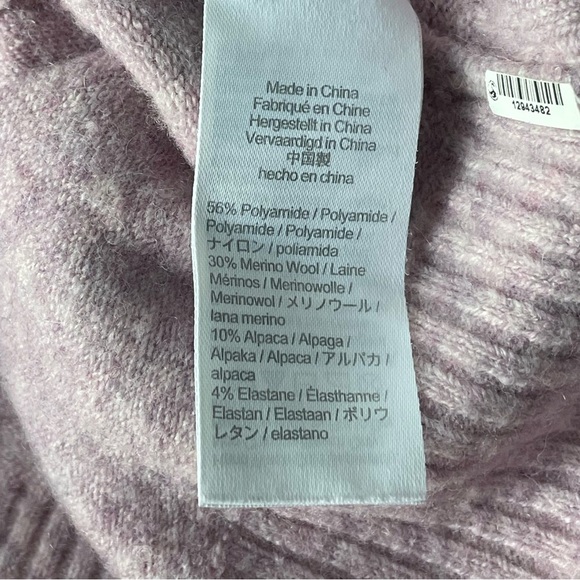 Made in China
Fabriqué en Chine
Hergestellt in China
Vervaardigd in China
中国製
hecho en china
56% Polyamide / Polyamide /
Polyamide / Polyamide /
ナイロン / poliamida
30% Merino Wool / Laine
Mérinos / Merinowolle /
Merinowol / メリノウール /
lana merino
10% Alpaca / Alpaga /
Alpaka / Alpaca / アルパカ /
alpaca
4% Elastane / Élasthanne /
Elastan / Elastaan / ポリウ
レタン / elastano
12943482